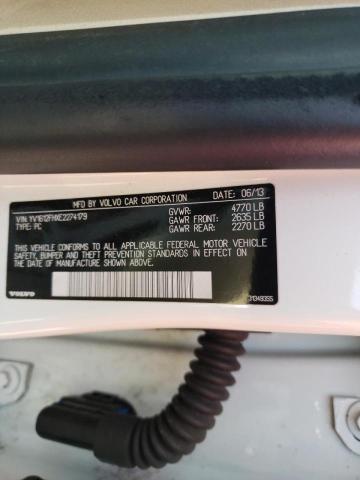 MFD BY VOLVO CAR CORPORATION DATE: 06/13
VIN: YV1612FHXE2274179 GVWR: 4770 LB
TYPE: PC GAWR FRONT: 2635 LB
GAWR REAR: 2270 LB
THIS VEHICLE CONFORMS TO ALL APPLICABLE FEDERAL MOTOR VEHICLE
SAFETY, BUMPER, AND THEFT PREVENTION STANDARDS IN EFFECT ON THE
DATE OF MANUFACTURE SHOWN ABOVE.
VOLVO 31349355